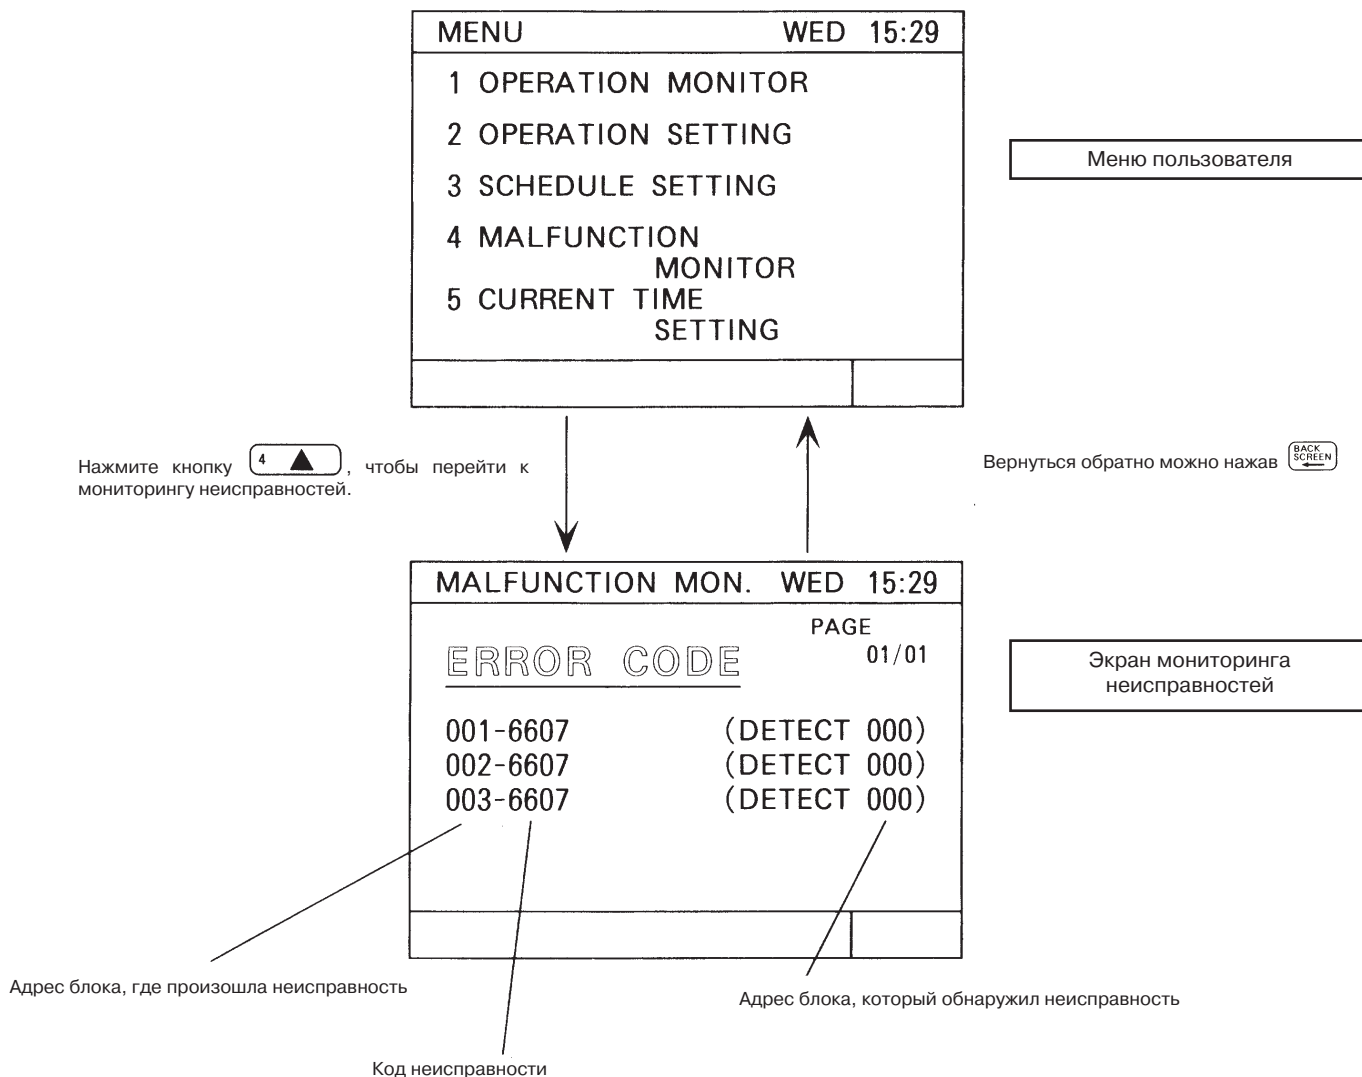 MENU WED 15:29
1 OPERATION MONITOR
2 OPERATION SETTING
3 SCHEDULE SETTING
4 MALFUNCTION
MONITOR
5 CURRENT TIME
SETTING
Меню пользователя
Нажмите кнопку 4 ▲, чтобы перейти к
мониторингу неисправностей.
Вернуться обратно можно нажав BACK
SCREEN
MALFUNCTION MON. WED 15:29
PAGE
ERROR CODE 01/01
001-6607 (DETECT 000)
002-6607 (DETECT 000)
003-6607 (DETECT 000)
Экран мониторинга
неисправностей
Адрес блока, где произошла неисправность
Адрес блока, который обнаружил неисправность
Код неисправности